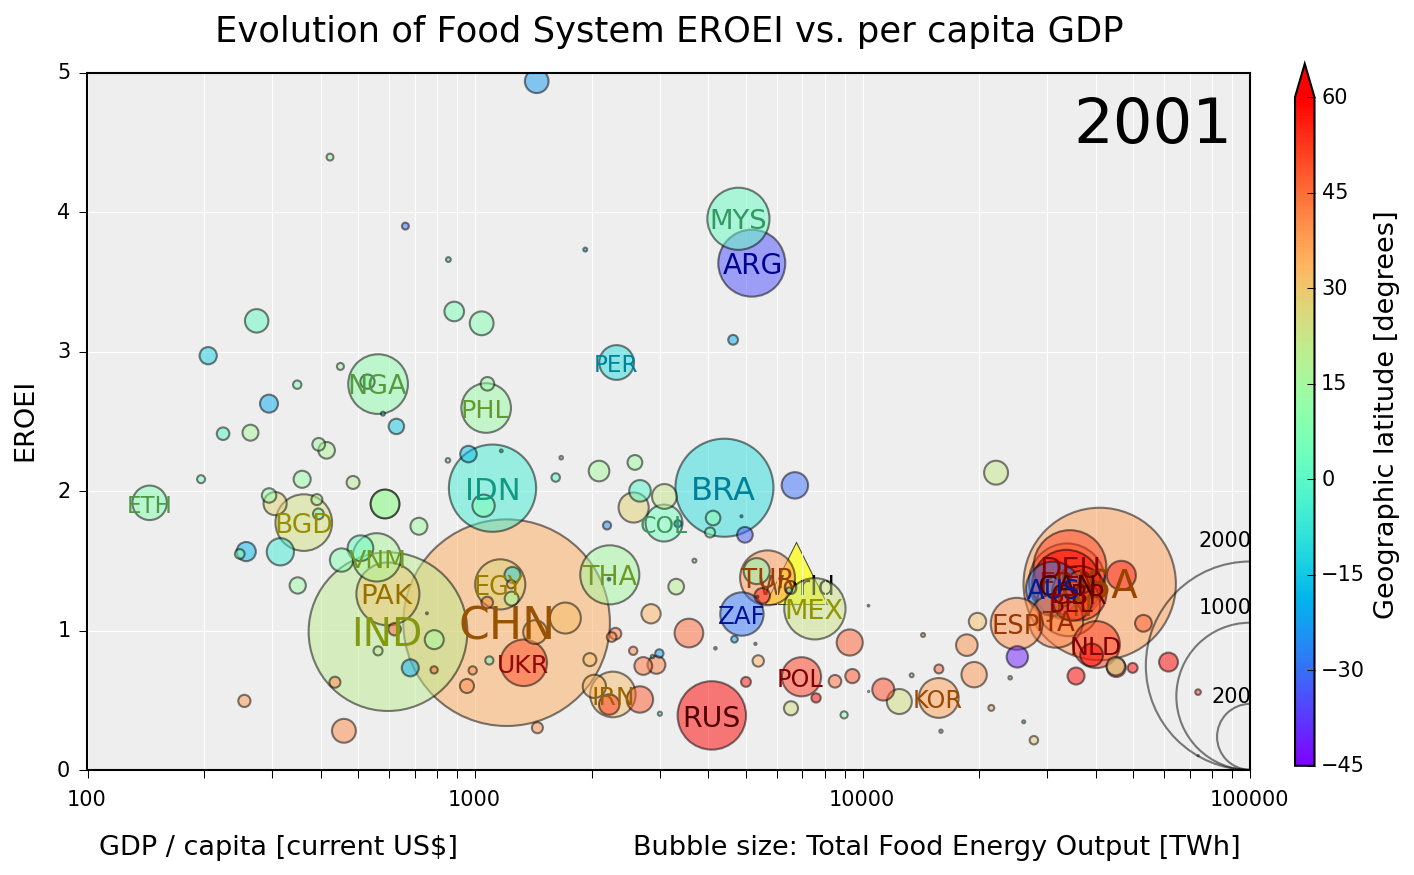 Evolution of Food System EROEI vs. per capita GDP
2001
5
4
3
2
1
0
EROEI
100
1000
10000
100000
GDP / capita [current US$]
Bubble size: Total Food Energy Output [TWh]
MYS
ARG
PER
NGA
PHL
IDN
BRA
ETH
BGD
COL
VNM
THA
TUR
PAK
EGY
IND
CHN
ZAF
MEX
AUS
ESP
ITA
UKR
NLD
POL
IRN
KOR
RUS
2000
1000
200
60
45
30
15
0
−15
−30
−45
Geographic latitude [degrees]